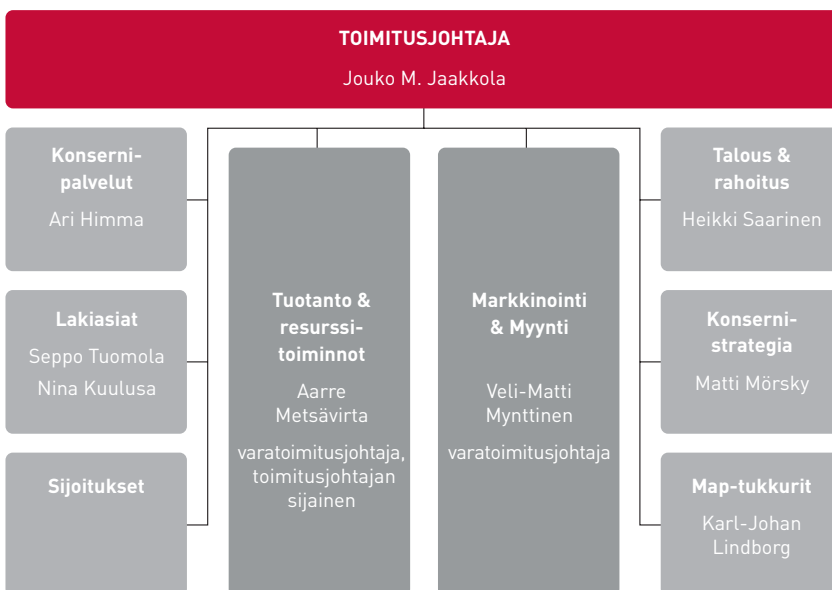 TOIMITUSJOHTAJA
Jouko M. Jaakkola
Konserni-
palvelut
Ari Himma
Lakiasiat
Seppo Tuomola
Nina Kuulusa
Sijoitukset
Tuotanto &
resurssi-
toiminnot
Aarre
Metsävirta
varatoimitusjohtaja,
toimitusjohtajan
sijainen
Markkinointi
& Myynti
Veli-Matti
Mynttinen
varatoimitusjohtaja
Talous &
rahoitus
Heikki Saarinen
Konserni-
strategia
Matti Mörsky
Map-tukkurit
Karl-Johan
Lindborg